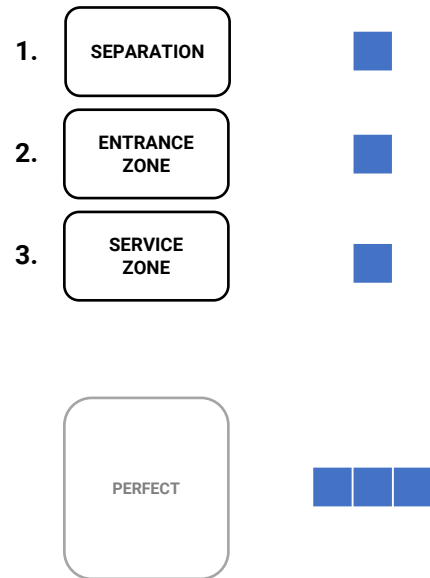 1. SEPARATION
2. ENTRANCE
ZONE
3. SERVICE
ZONE
PERFECT